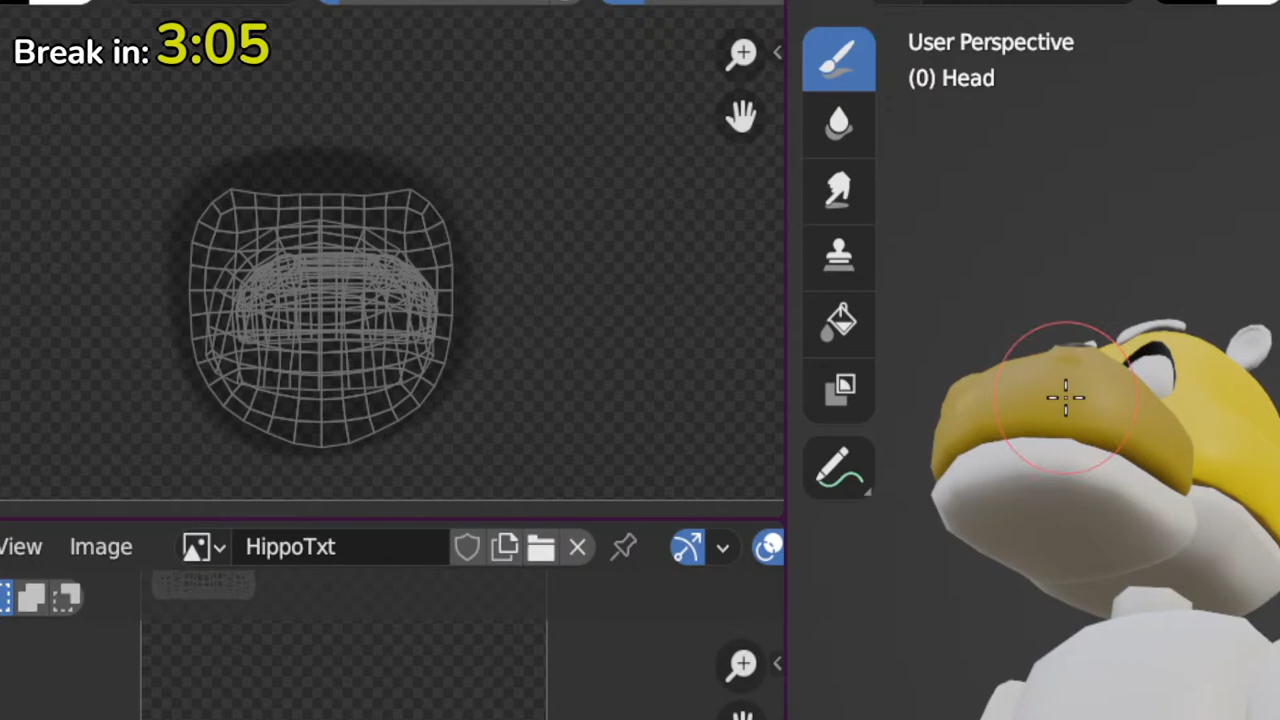 Break in: 3:05
User Perspective
(0) Head
View
Image
HippoTxt